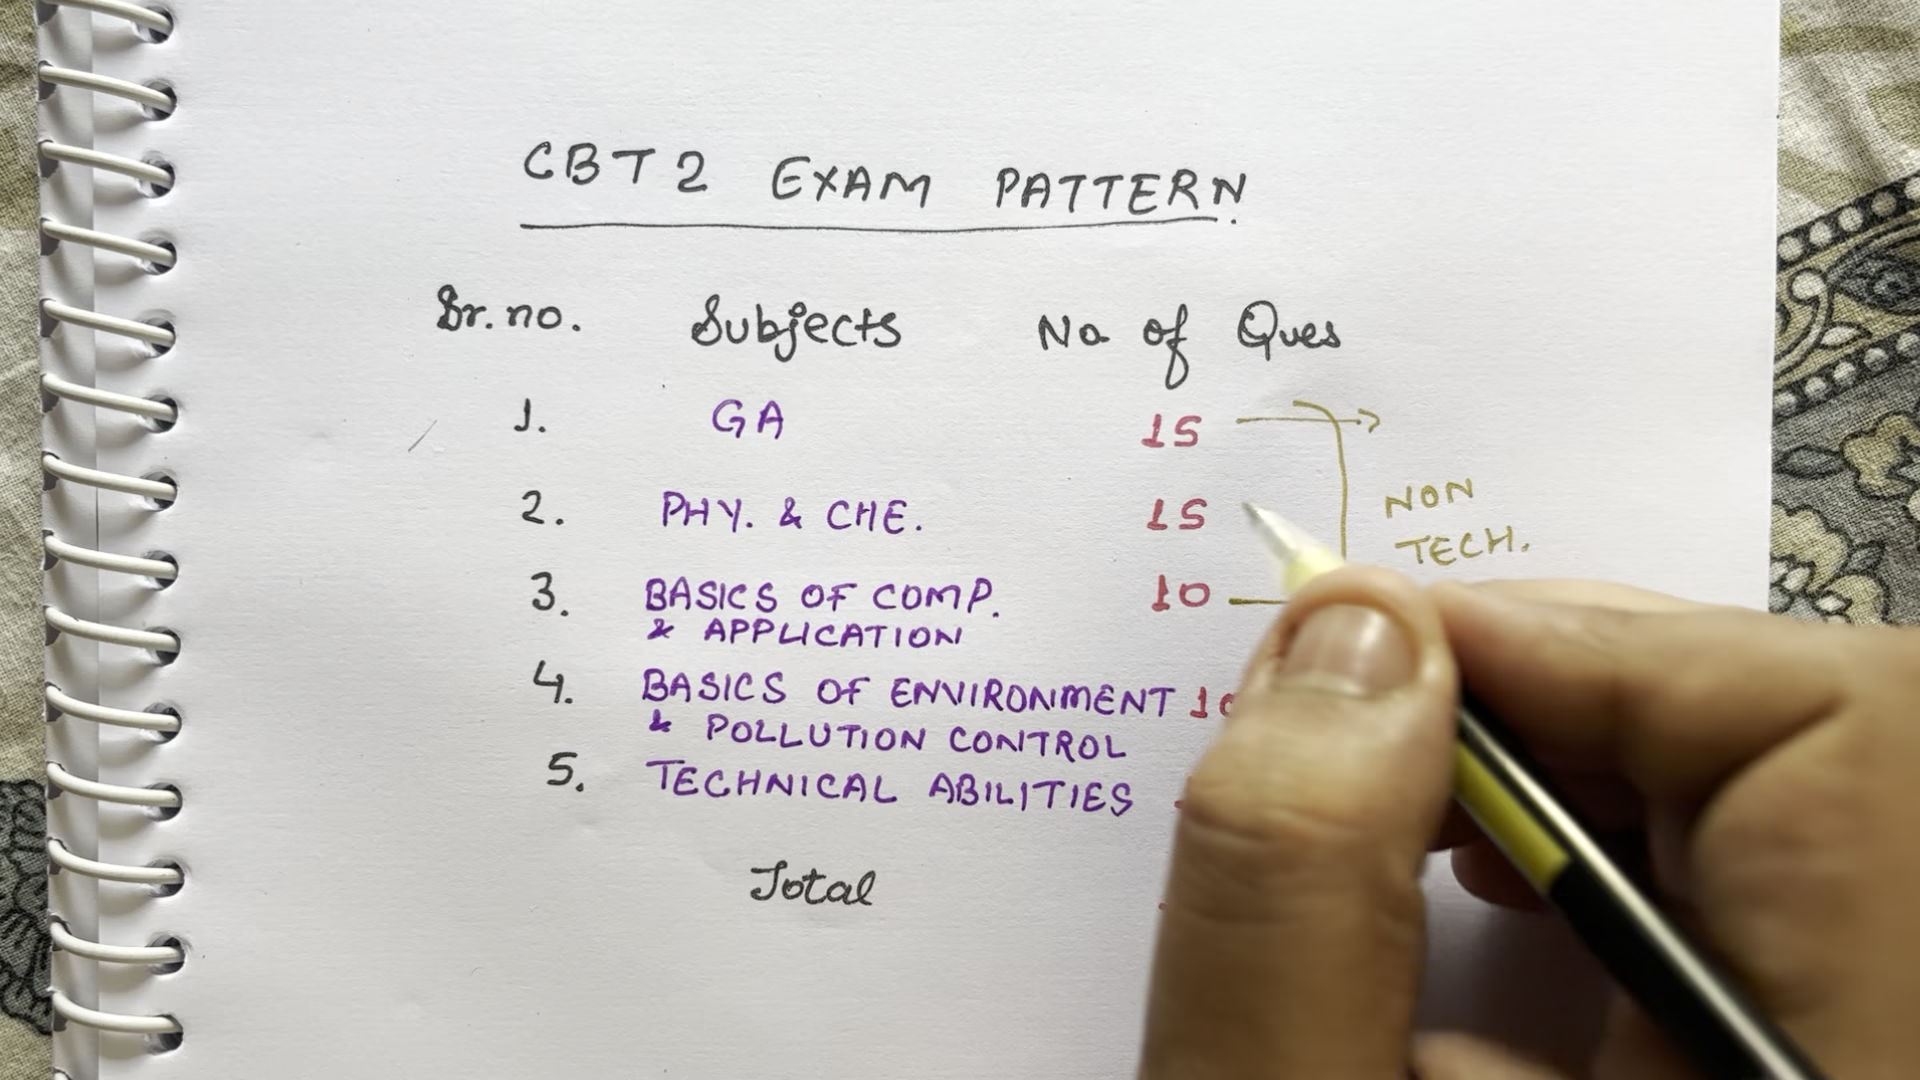 CBT 2 EXAM PATTERN.
Sr. no. Subjects No of Ques
1. GA 15
2. PHY. & CHE. 15
NON
TECH.
3. BASICS OF COMP. 10
& APPLICATION
4. BASICS OF ENVIRONMENT
& POLLUTION CONTROL
5. TECHNICAL ABILITIES
Total